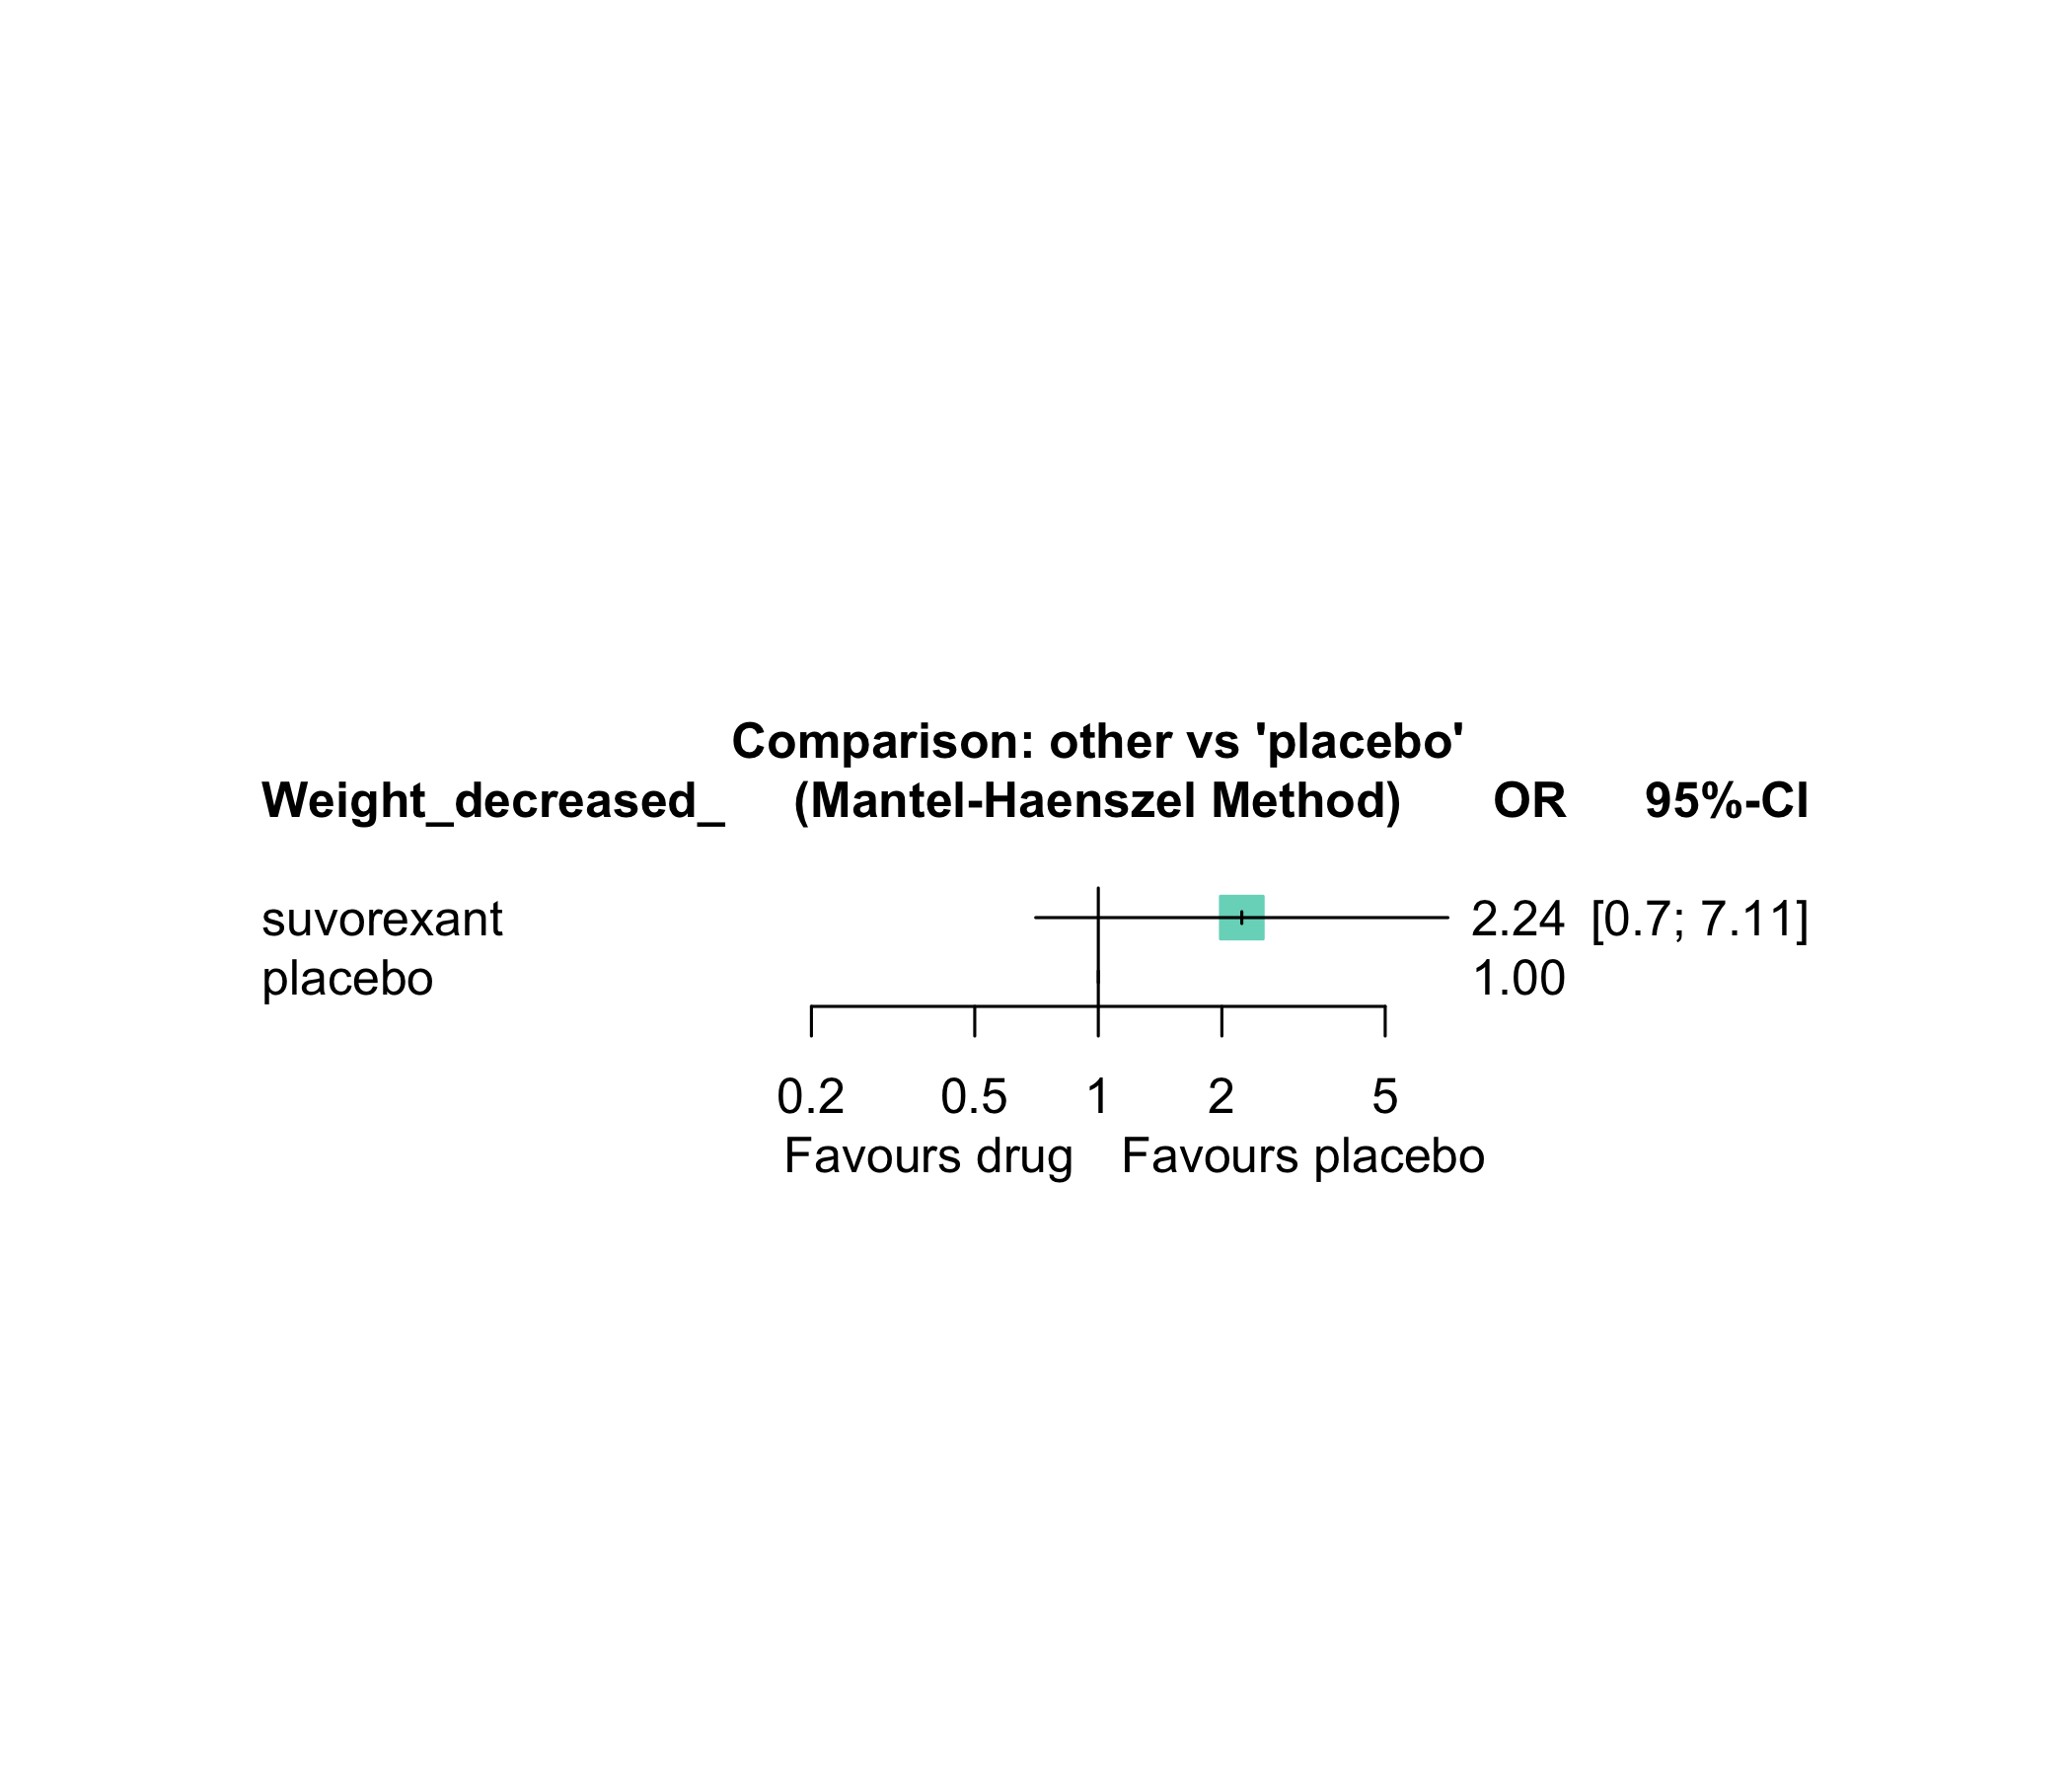 Comparison: other vs 'placebo'
Weight_decreased_ (Mantel-Haenszel Method) OR 95%-CI
suvorexant 2.24 [0.7; 7.11]
placebo 1.00
0.2 0.5 1 2 5
Favours drug Favours placebo